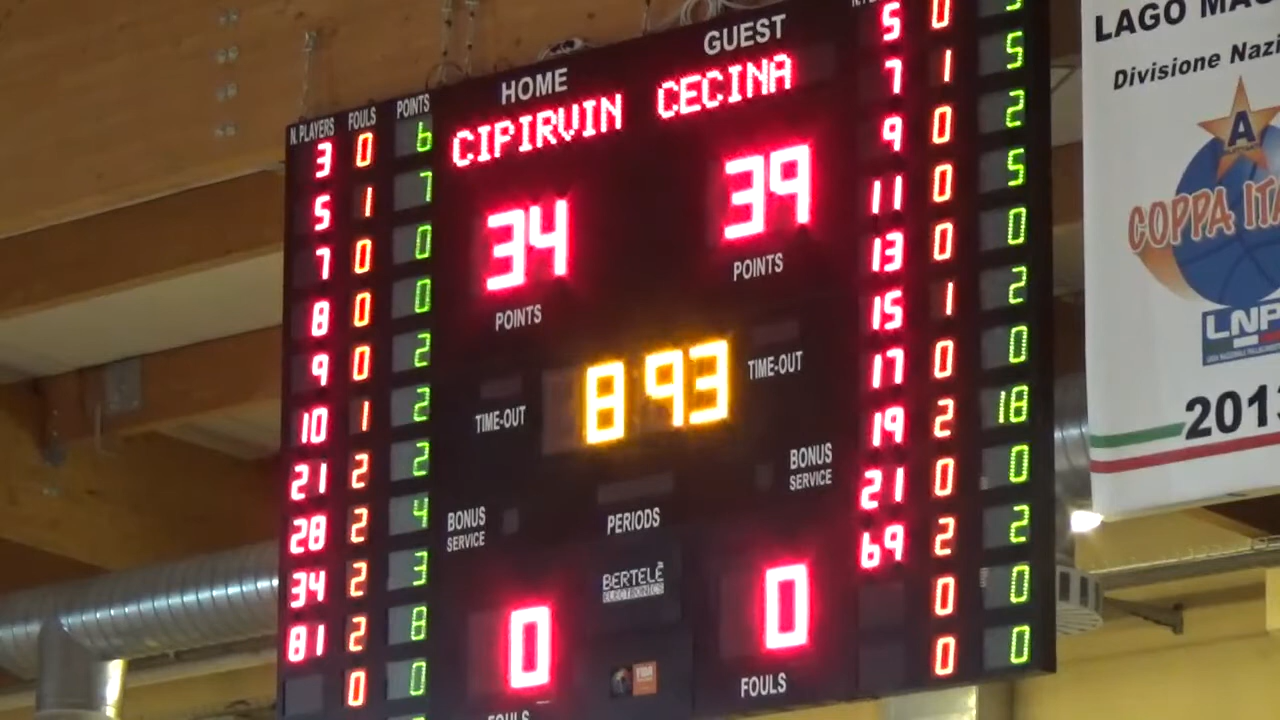 HOME GUEST
CIPIRVIN CECINA
34 39
POINTS POINTS
8 93
TIME-OUT TIME-OUT
BONUS SERVICE BONUS SERVICE
PERIODS
BERTELÈ
ELECTRONICS
0 0
FOULS FOULS
N. PLAYERS FOULS POINTS
3 0 6
5 1 7
7 0 0
8 0 0
9 0 2
10 1 2
21 2 2
28 2 4
34 2 3
81 2 8
0 0
5 0
7 1 5
9 0 2
11 0 5
13 0 0
15 1 2
17 0 0
19 2 18
21 0 0
69 2 2
0 0
0 0
LAGO
Divisione
A
COPPA
LNP
201